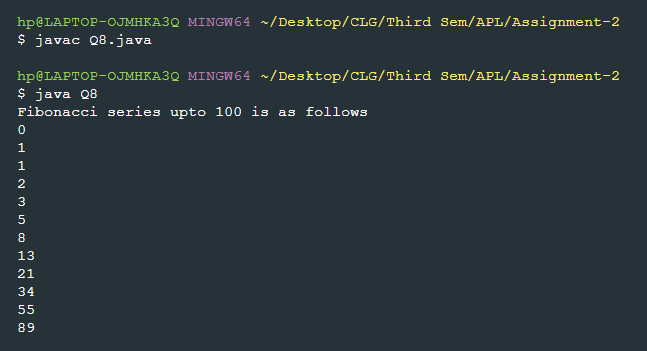 hp@LAPTOP-OJMHKA3Q MINGW64 ~/Desktop/CLG/Third Sem/APL/Assignment-2
$ javac Q8.java
hp@LAPTOP-OJMHKA3Q MINGW64 ~/Desktop/CLG/Third Sem/APL/Assignment-2
$ java Q8
Fibonacci series upto 100 is as follows
0
1
1
2
3
5
8
13
21
34
55
89